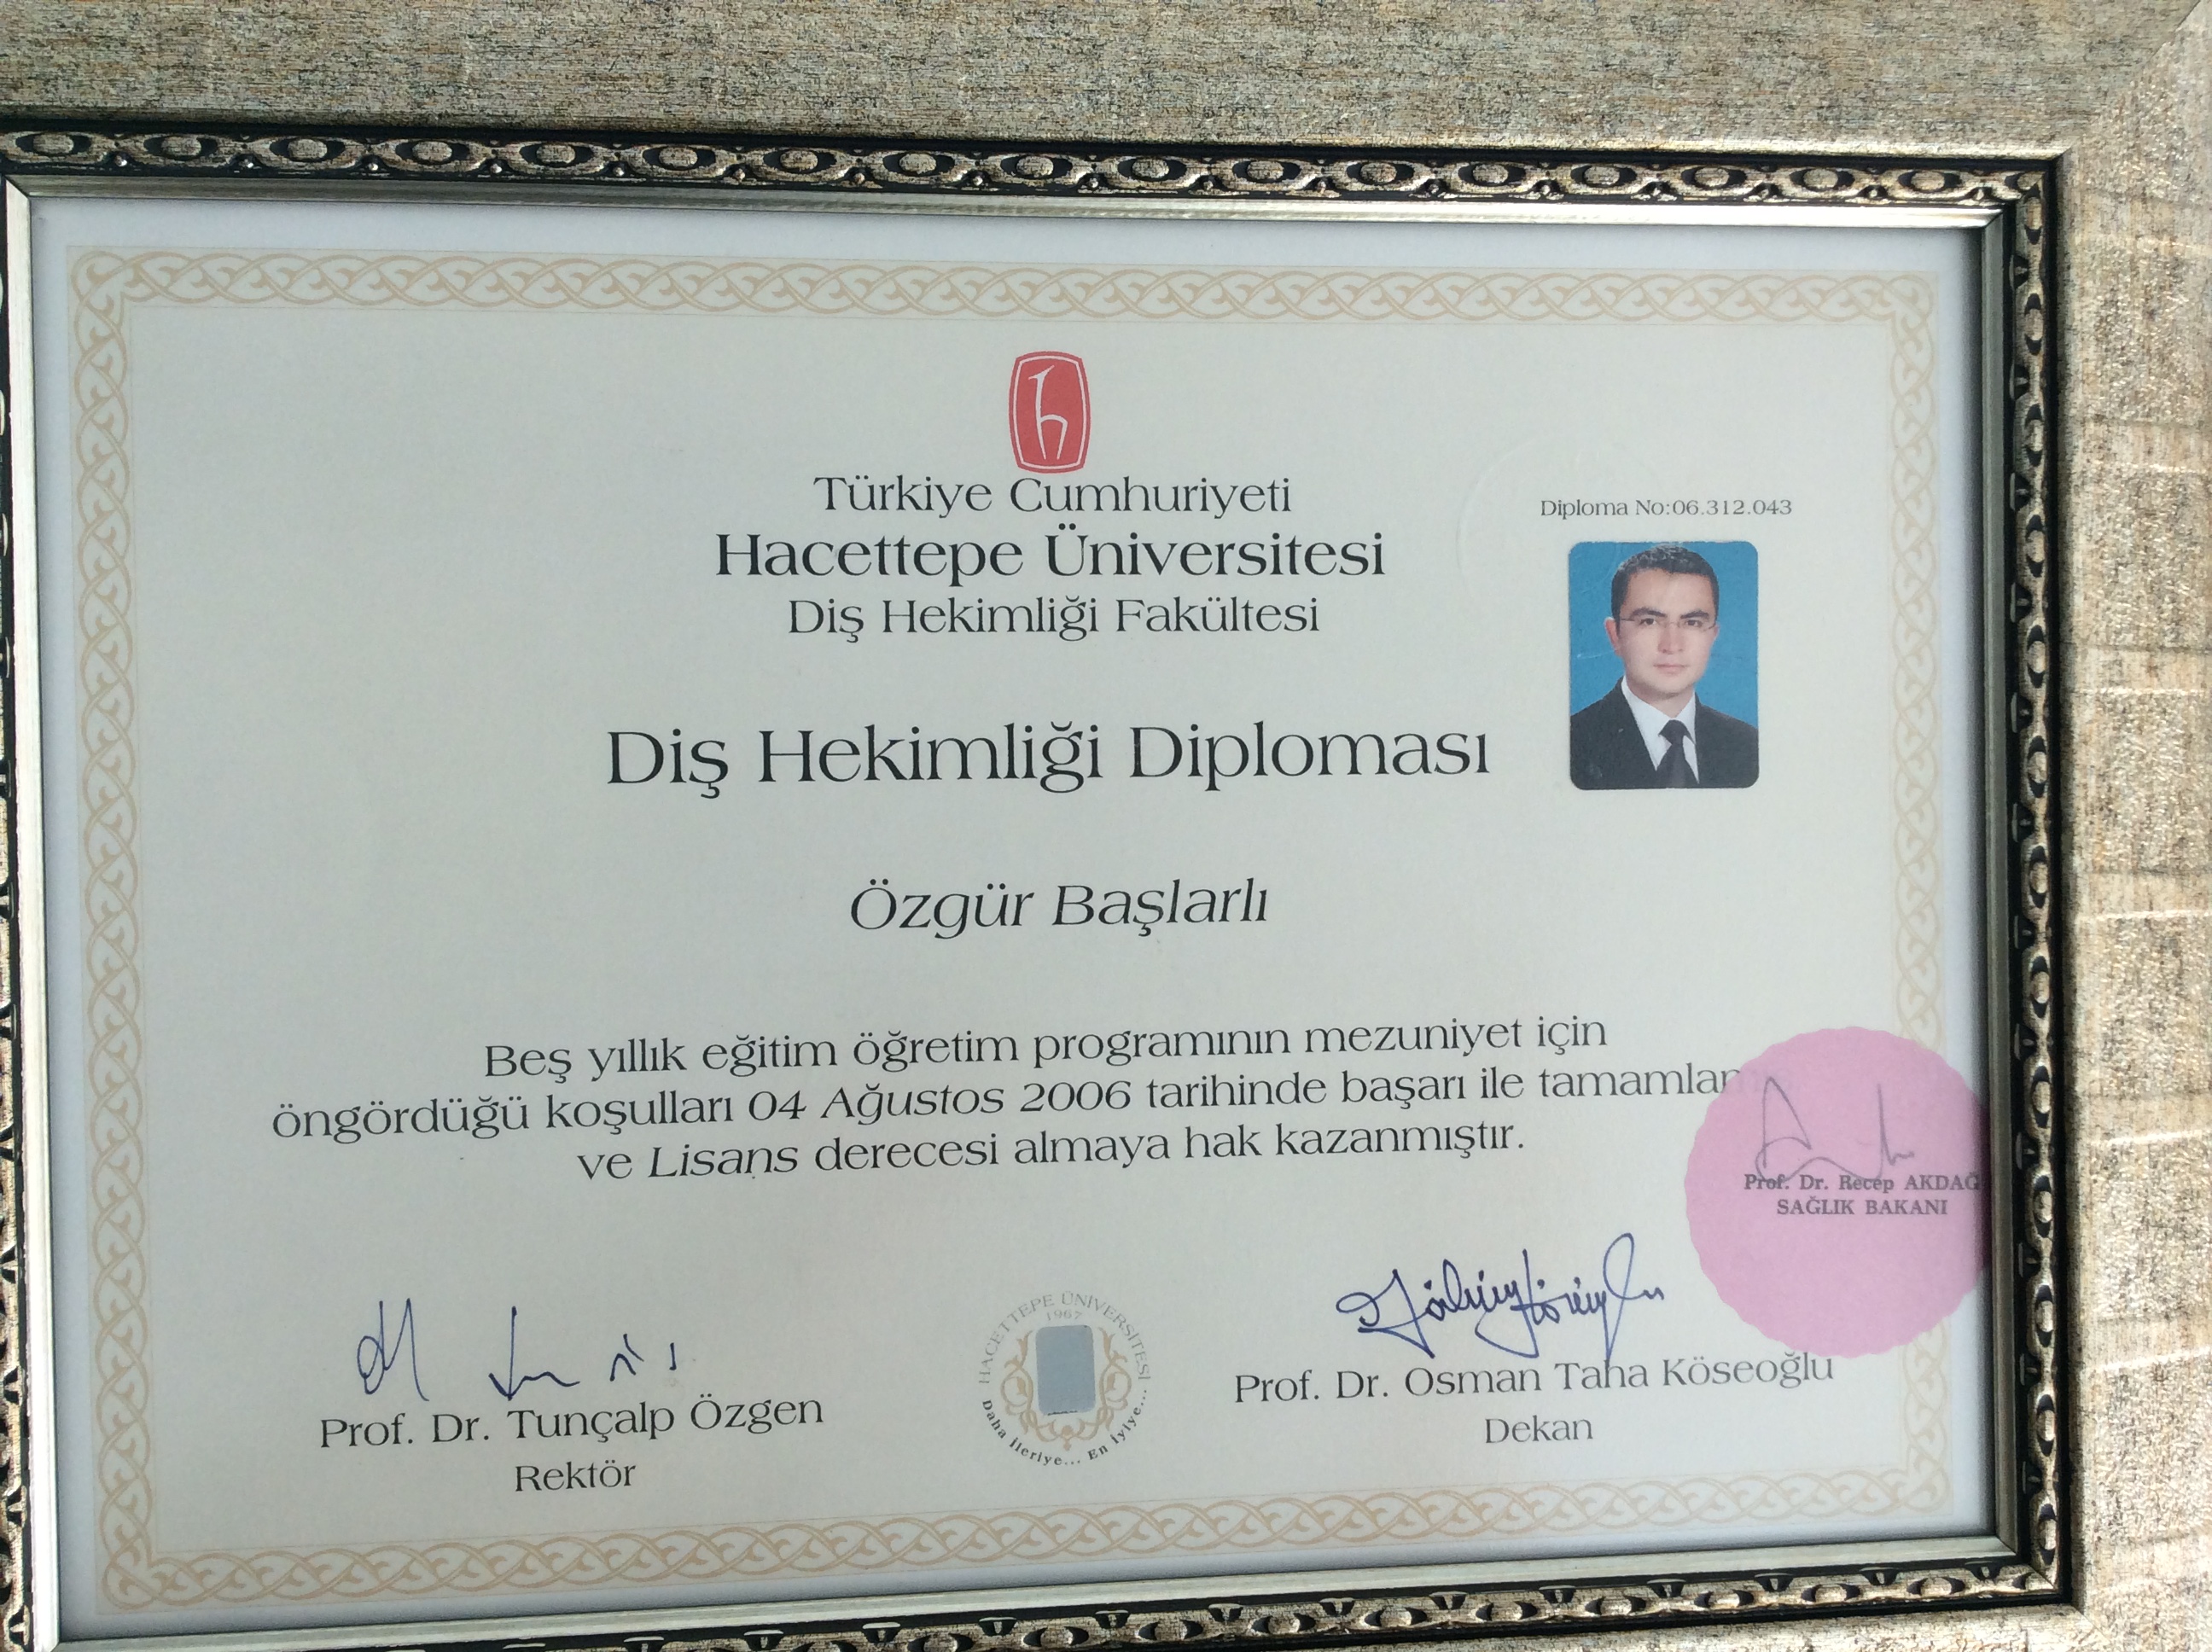 Türkiye Cumhuriyeti
Hacettepe Üniversitesi
Diş Hekimliği Fakültesi
Diploma No:06.312.043
Diş Hekimliği Diploması
Özgür Başlarlı
Beş yıllık eğitim öğretim programının mezuniyet için
öngördüğü koşulları 04 Ağustos 2006 tarihinde başarı ile
ve Lisans derecesi almaya hak kazanmıştır.
Prof. Dr. Recep AKDAĞ
SAĞLIK BAKANI
Prof. Dr. Tunçalp Özgen
Rektör
HACETTEPE ÜNİVERSİTESİ
1967
Daha İleriye... En İyiye...
Prof. Dr. Osman Taha Köseoğlu
Dekan